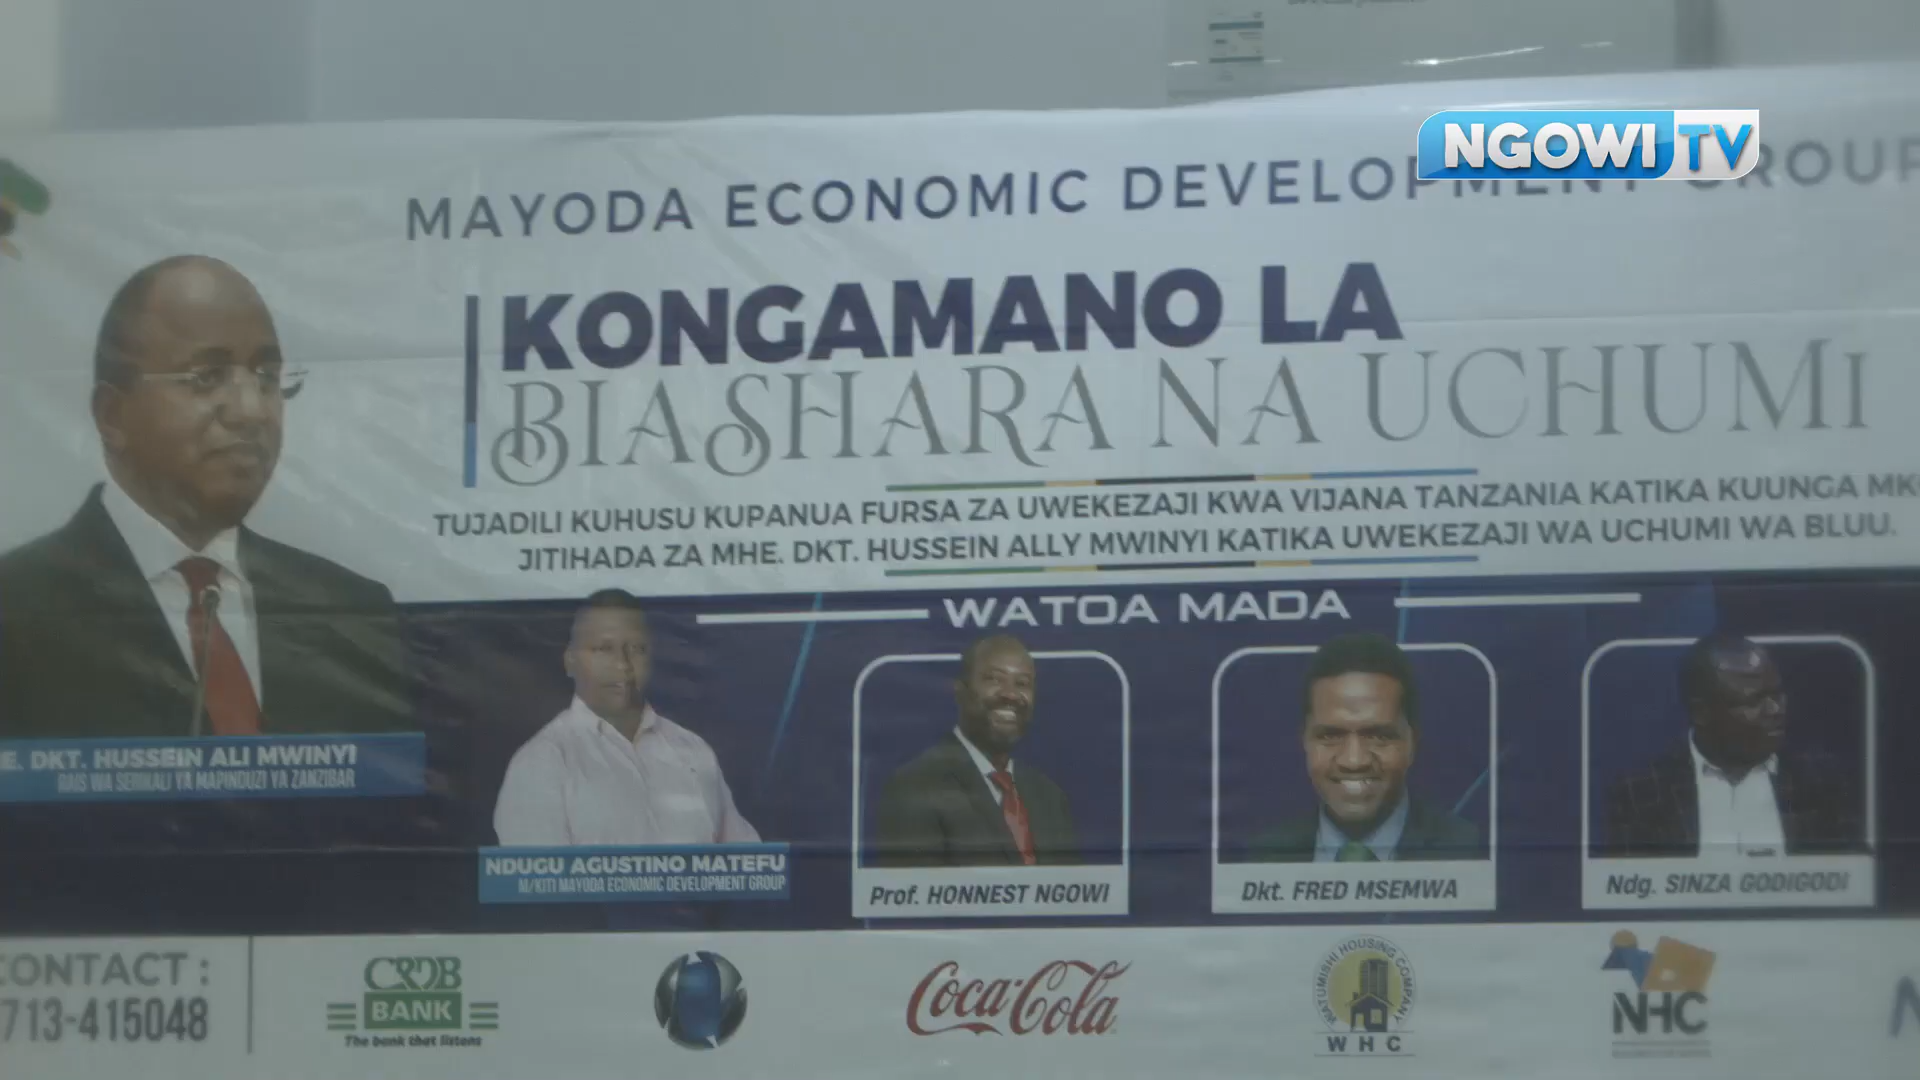 NGOWI TV
MAYODA ECONOMIC DEVELOPMENT GROUP
KONGAMANO LA
BIASHARA NA UCHUMI
TUJADILI KUHUSU KUPANUA FURSA ZA UWEKEZAJI KWA VIJANA TANZANIA KATIKA KUUNGA
JITIHADA ZA MHE. DKT. HUSSEIN ALLY MWINYI KATIKA UWEKEZAJI WA UCHUMI WA BLUU.
WATOA MADA
E. DKT. HUSSEIN ALI MWINYI
RAIS WA SERIKALI YA MAPINDUZI YA ZANZIBAR
NDUGU AGUSTINO MATEFU
M/KITI MAYODA ECONOMIC DEVELOPMENT GROUP
Prof. HONNEST NGOWI
Dkt. FRED MSEMWA
Ndg. SINZA GODIGODI
CONTACT :
713-415048
CRDB
BANK
The bank that listens
Coca-Cola
WATUMISHI HOUSING COMPANY
WHC
NHC